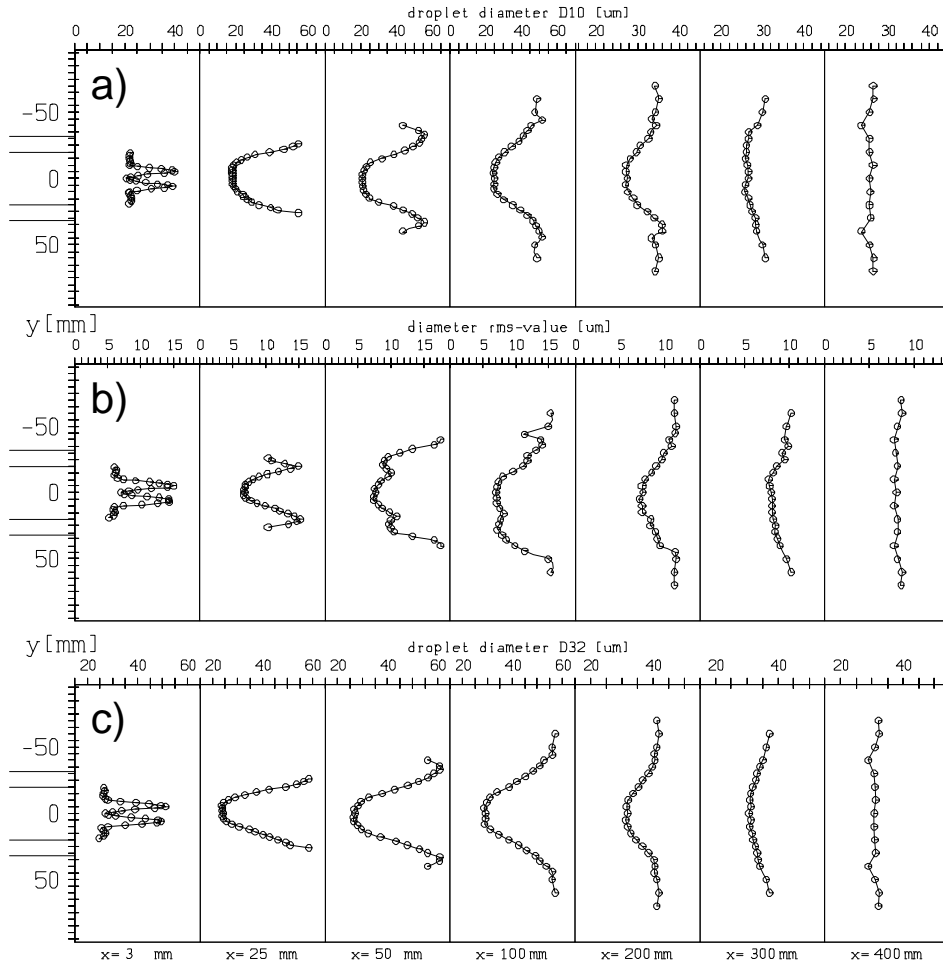 droplet diameter D10 [um]
0 20 40 20 40 60 20 40 60 20 40 60 20 30 40 20 30 40 20 30 40
a)
-50
0
50
y[mm]
diameter rms-value [um]
0 5 10 15 0 5 10 15 0 5 10 15 0 5 10 15 0 5 10 0 5 10 0 5 10
b)
-50
0
50
y[mm]
droplet diameter D32 [um]
20 40 60 20 40 60 20 40 60 20 40 60 20 40 20 40 20 40
c)
-50
0
50
x= 3 mm x= 25 mm x= 50 mm x= 100 mm x= 200 mm x= 300 mm x= 400 mm